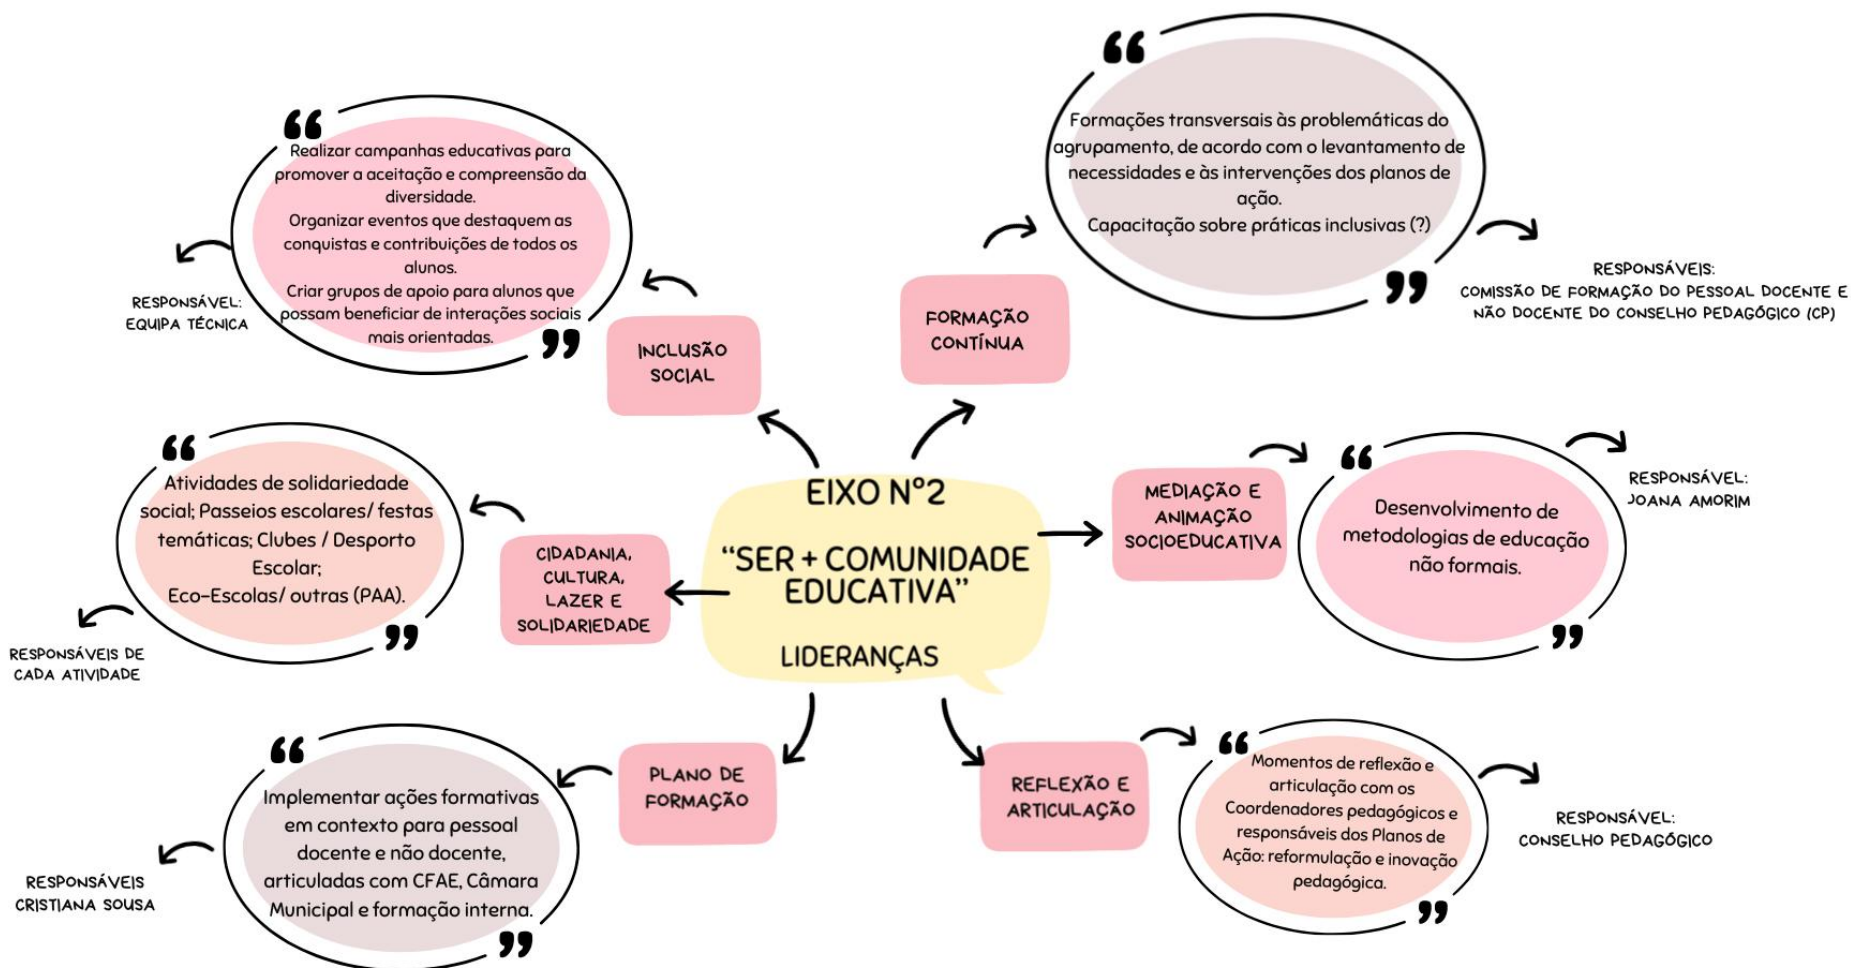 EIXO Nº2
“SER + COMUNIDADE
EDUCATIVA”
LIDERANÇAS
INCLUSÃO
SOCIAL
“
Realizar campanhas educativas para
promover a aceitação e compreensão da
diversidade.
Organizar eventos que destaquem as
conquistas e contribuições de todos os
alunos.
Criar grupos de apoio para alunos que
possam beneficiar de interações sociais
mais orientadas.
”
RESPONSÁVEL:
EQUIPA TÉCNICA
FORMAÇÃO
CONTÍNUA
“
Formações transversais às problemáticas do
agrupamento, de acordo com o levantamento de
necessidades e às intervenções dos planos de
ação.
Capacitação sobre práticas inclusivas (?)
”
RESPONSÁVEIS:
COMISSÃO DE FORMAÇÃO DO PESSOAL DOCENTE E
NÃO DOCENTE DO CONSELHO PEDAGÓGICO (CP)
CIDADANIA,
CULTURA,
LAZER E
SOLIDARIEDADE
“
Atividades de solidariedade
social; Passeios escolares/ festas
temáticas; Clubes / Desporto
Escolar;
Eco-Escolas/ outras (PAA).
”
RESPONSÁVEIS DE
CADA ATIVIDADE
MEDIAÇÃO E
ANIMAÇÃO
SOCIOEDUCATIVA
“
Desenvolvimento de
metodologias de educação
não formais.
”
RESPONSÁVEL:
JOANA AMORIM
PLANO DE
FORMAÇÃO
“
Implementar ações formativas
em contexto para pessoal
docente e não docente,
articuladas com CFAE, Câmara
Municipal e formação interna.
”
RESPONSÁVEIS
CRISTIANA SOUSA
REFLEXÃO E
ARTICULAÇÃO
“
Momentos de reflexão e
articulação com os
Coordenadores pedagógicos e
responsáveis dos Planos de
Ação: reformulação e inovação
pedagógica.
”
RESPONSÁVEL:
CONSELHO PEDAGÓGICO